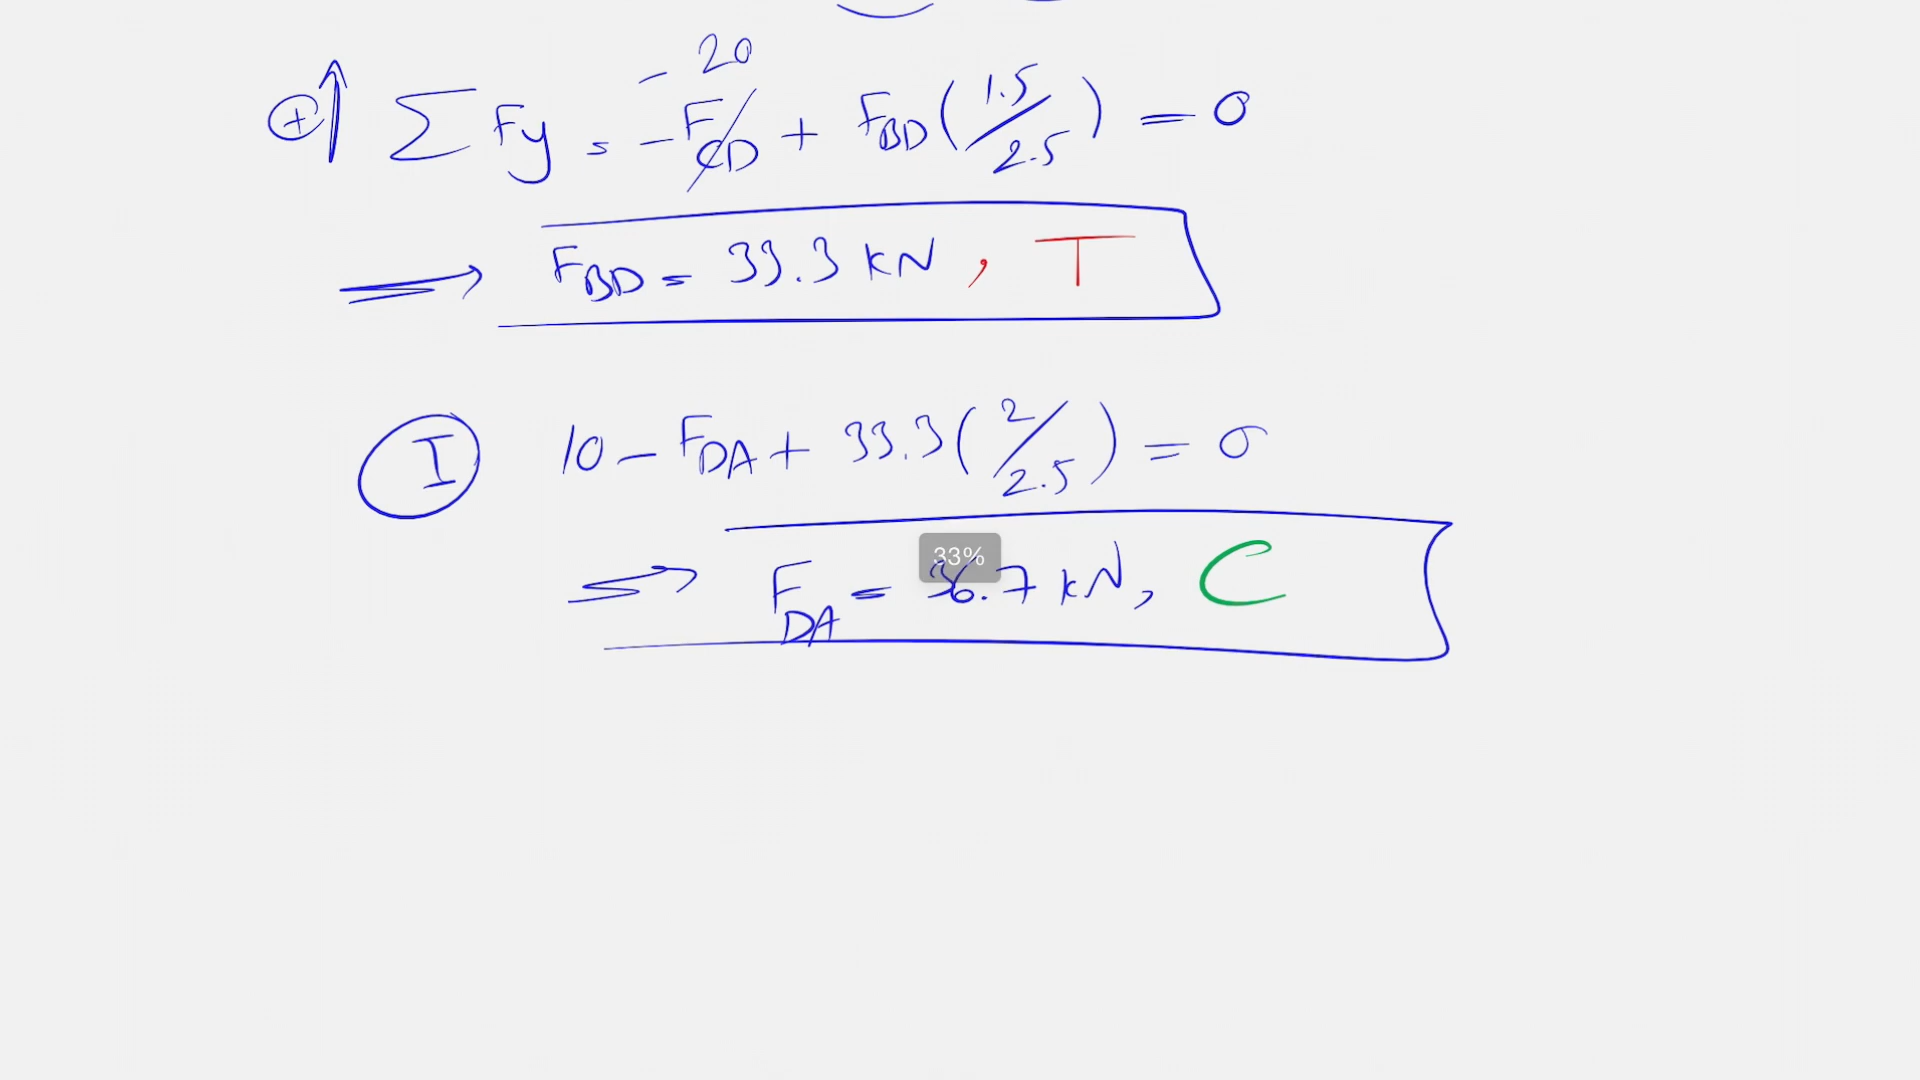 - 20
⊕↑ ΣFy = -F_CD + F_BD (1.5/2.5) = 0
⇒ F_BD = 33.3 kN, T
I 10 - F_DA + 33.3 (2/2.5) = 0
33%
⇒ F_DA = 36.7 kN, C